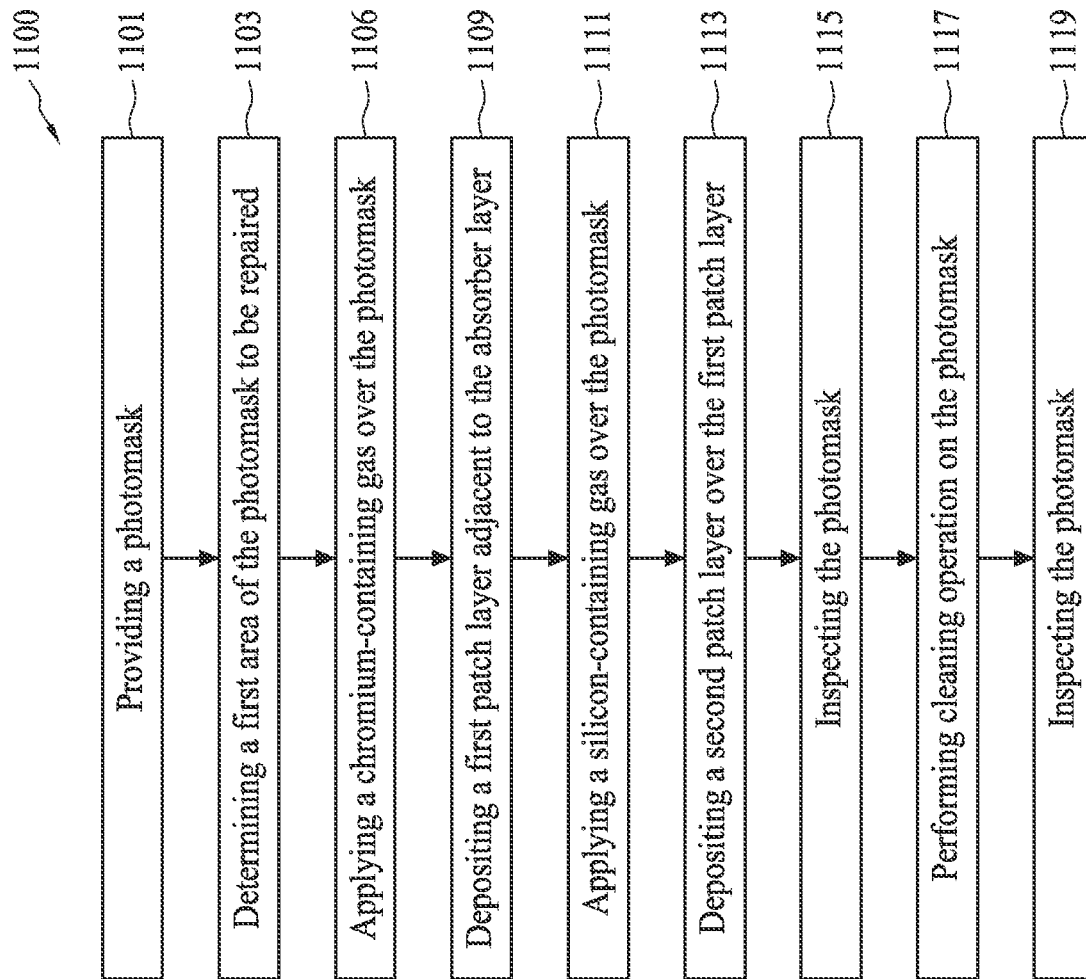 1100
Providing a photomask
1101
Determining a first area of the photomask to be repaired
1103
Applying a chromium-containing gas over the photomask
1106
Depositing a first patch layer adjacent to the absorber layer
1109
Applying a silicon-containing gas over the photomask
1111
Depositing a second patch layer over the first patch layer
1113
Inspecting the photomask
1115
Performing cleaning operation on the photomask
1117
Inspecting the photomask
1119